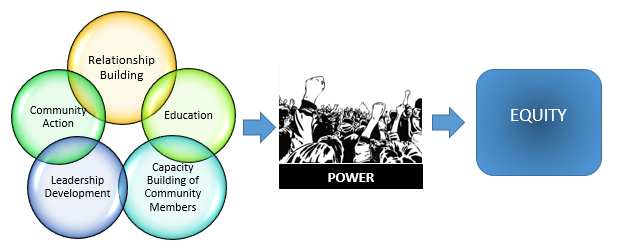 Relationship
Building
Community
Action
Education
Leadership
Development
Capacity
Building of
Community
Members
POWER
EQUITY